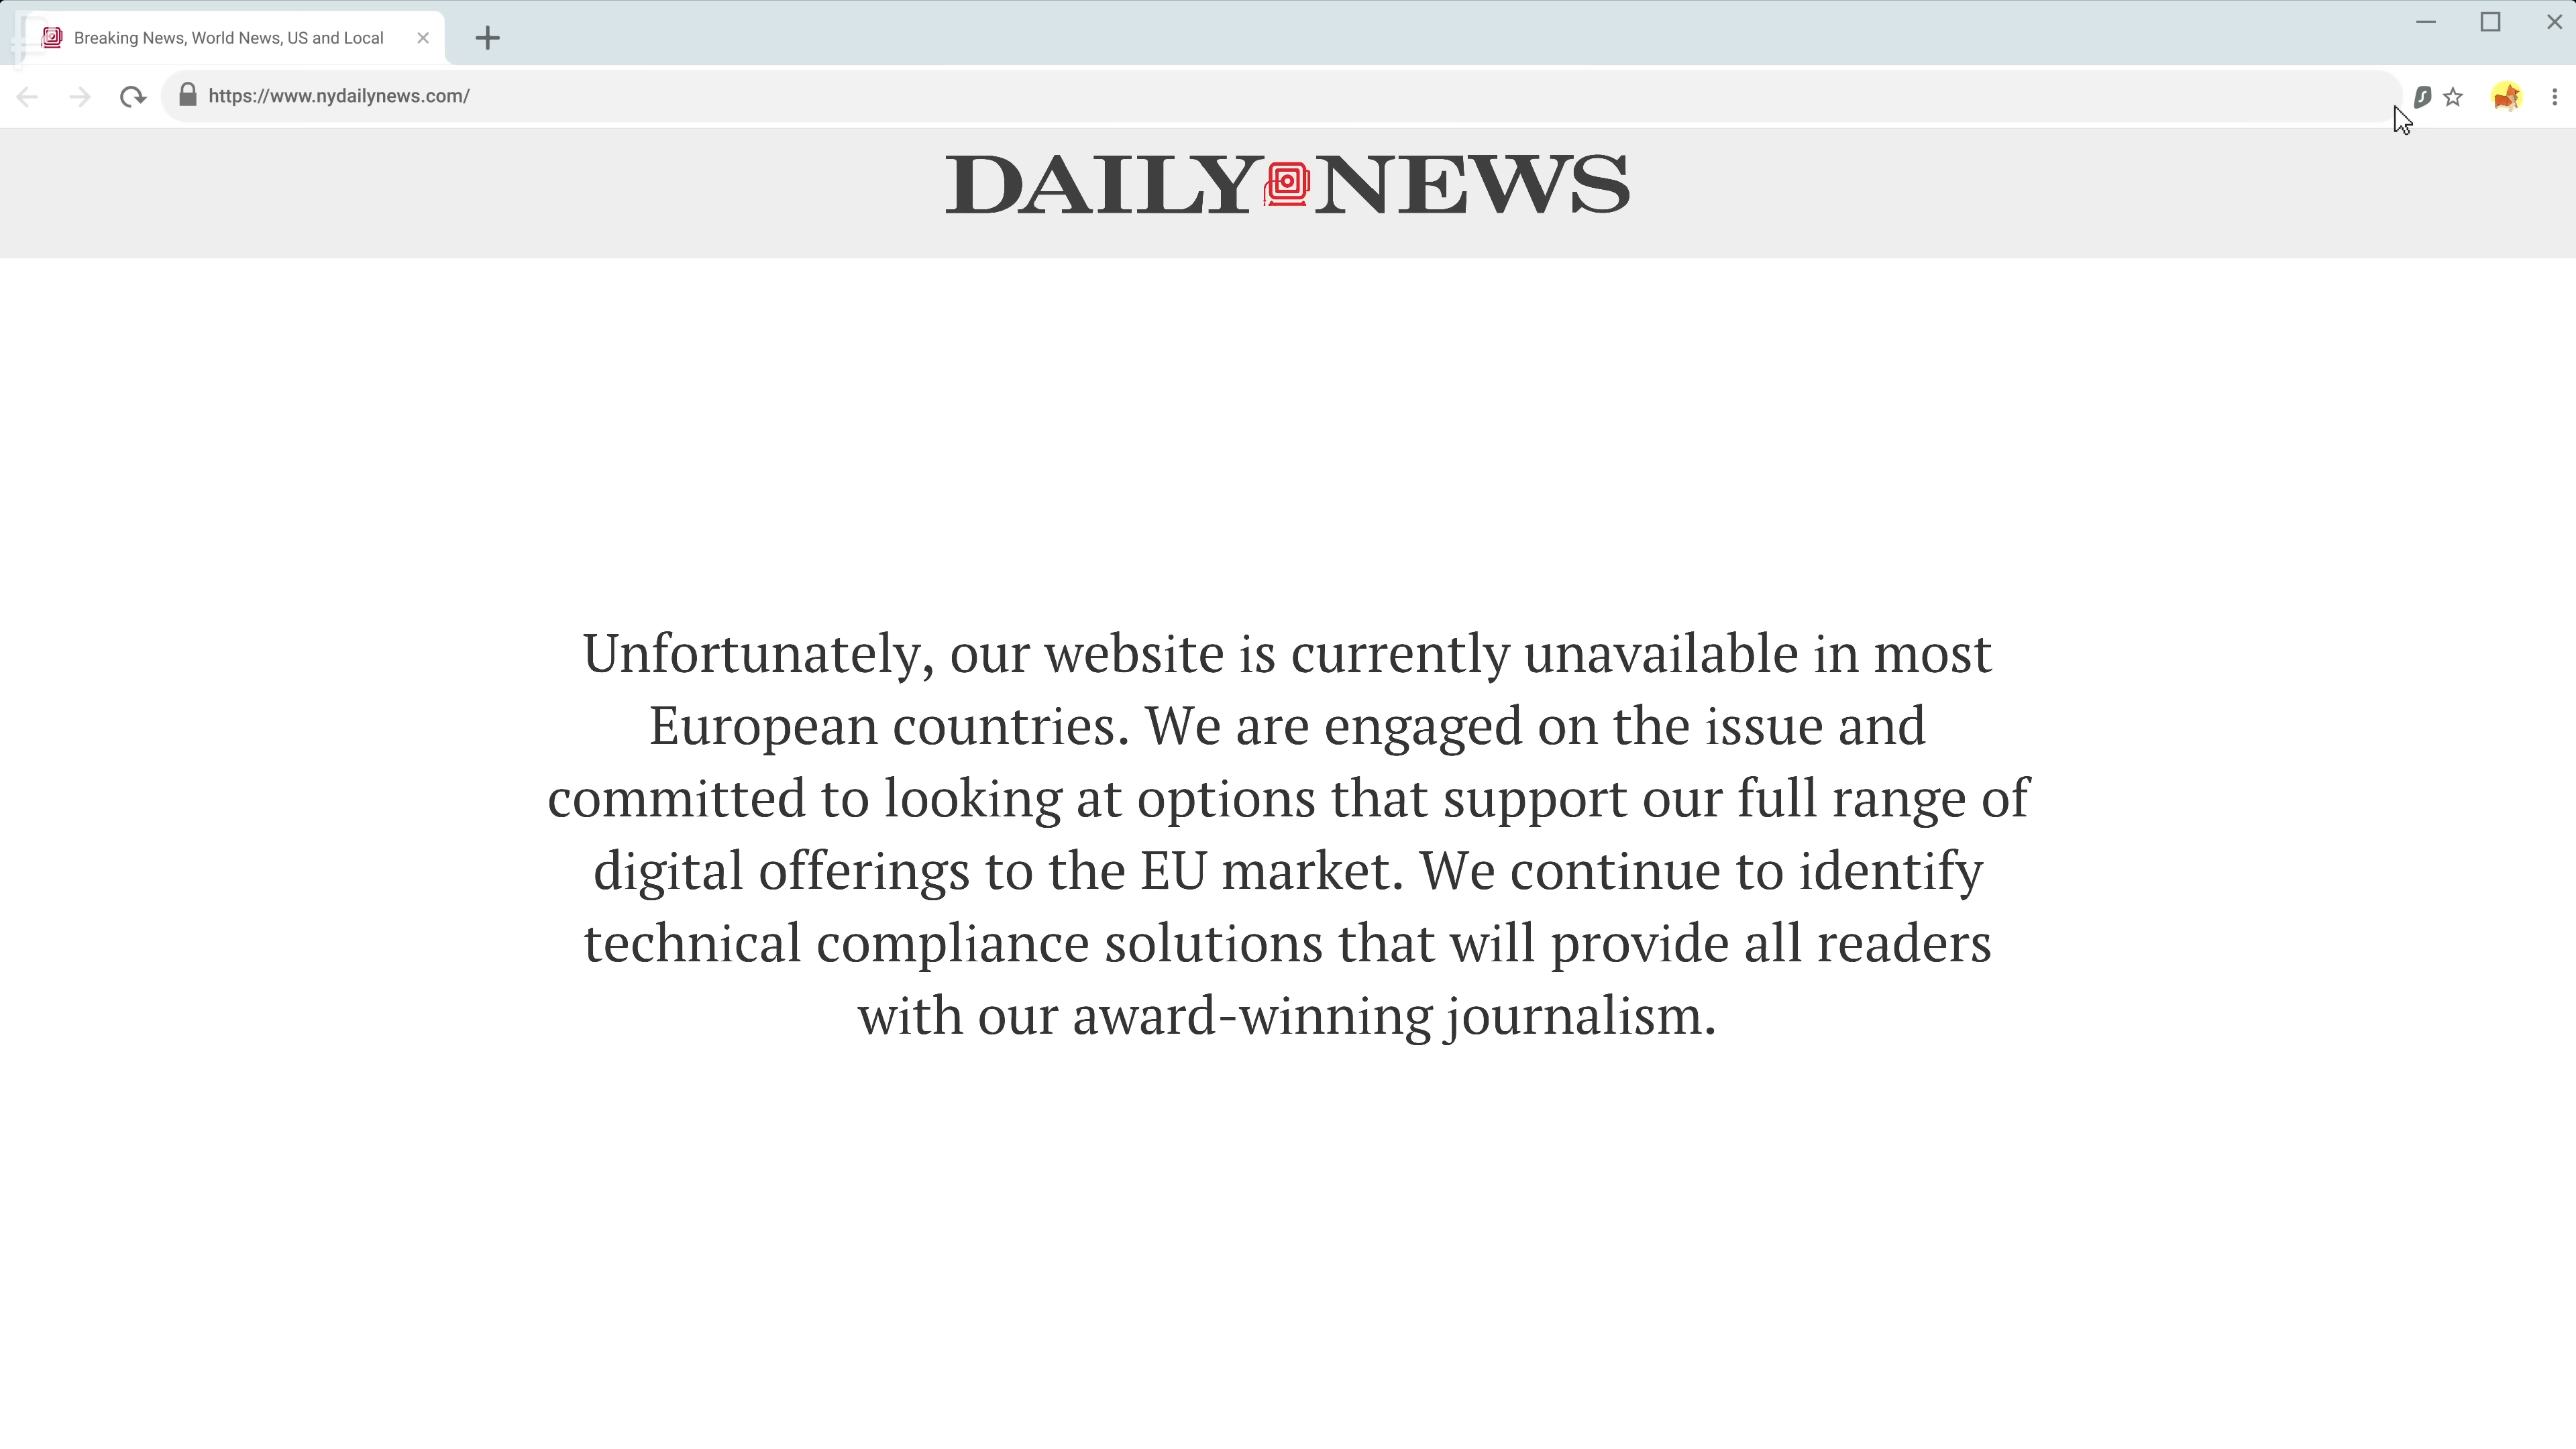 Breaking News, World News, US and Local
https://www.nydailynews.com/
DAILY NEWS
Unfortunately, our website is currently unavailable in most
European countries. We are engaged on the issue and
committed to looking at options that support our full range of
digital offerings to the EU market. We continue to identify
technical compliance solutions that will provide all readers
with our award-winning journalism.